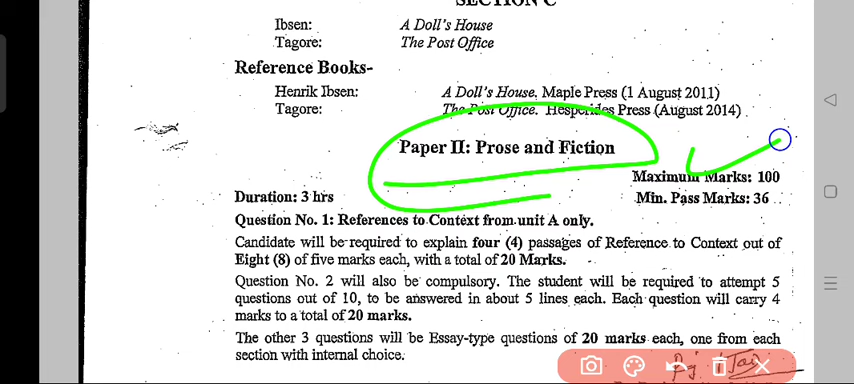 SECTION C
Ibsen: A Doll's House
Tagore: The Post Office
Reference Books-
Henrik Ibsen: A Doll's House, Maple Press (1 August 2011)
Tagore: The Post Office. Hesperides Press (August 2014)
Paper II: Prose and Fiction
Maximum Marks: 100
Duration: 3 hrs Min. Pass Marks: 36
Question No. 1: References to Context from unit A only.
Candidate will be required to explain four (4) passages of Reference to Context out of
Eight (8) of five marks each, with a total of 20 Marks.
Question No. 2 will also be compulsory. The student will be required to attempt 5
questions out of 10, to be answered in about 5 lines each. Each question will carry 4
marks to a total of 20 marks.
The other 3 questions will be Essay-type questions of 20 marks each, one from each
section with internal choice.